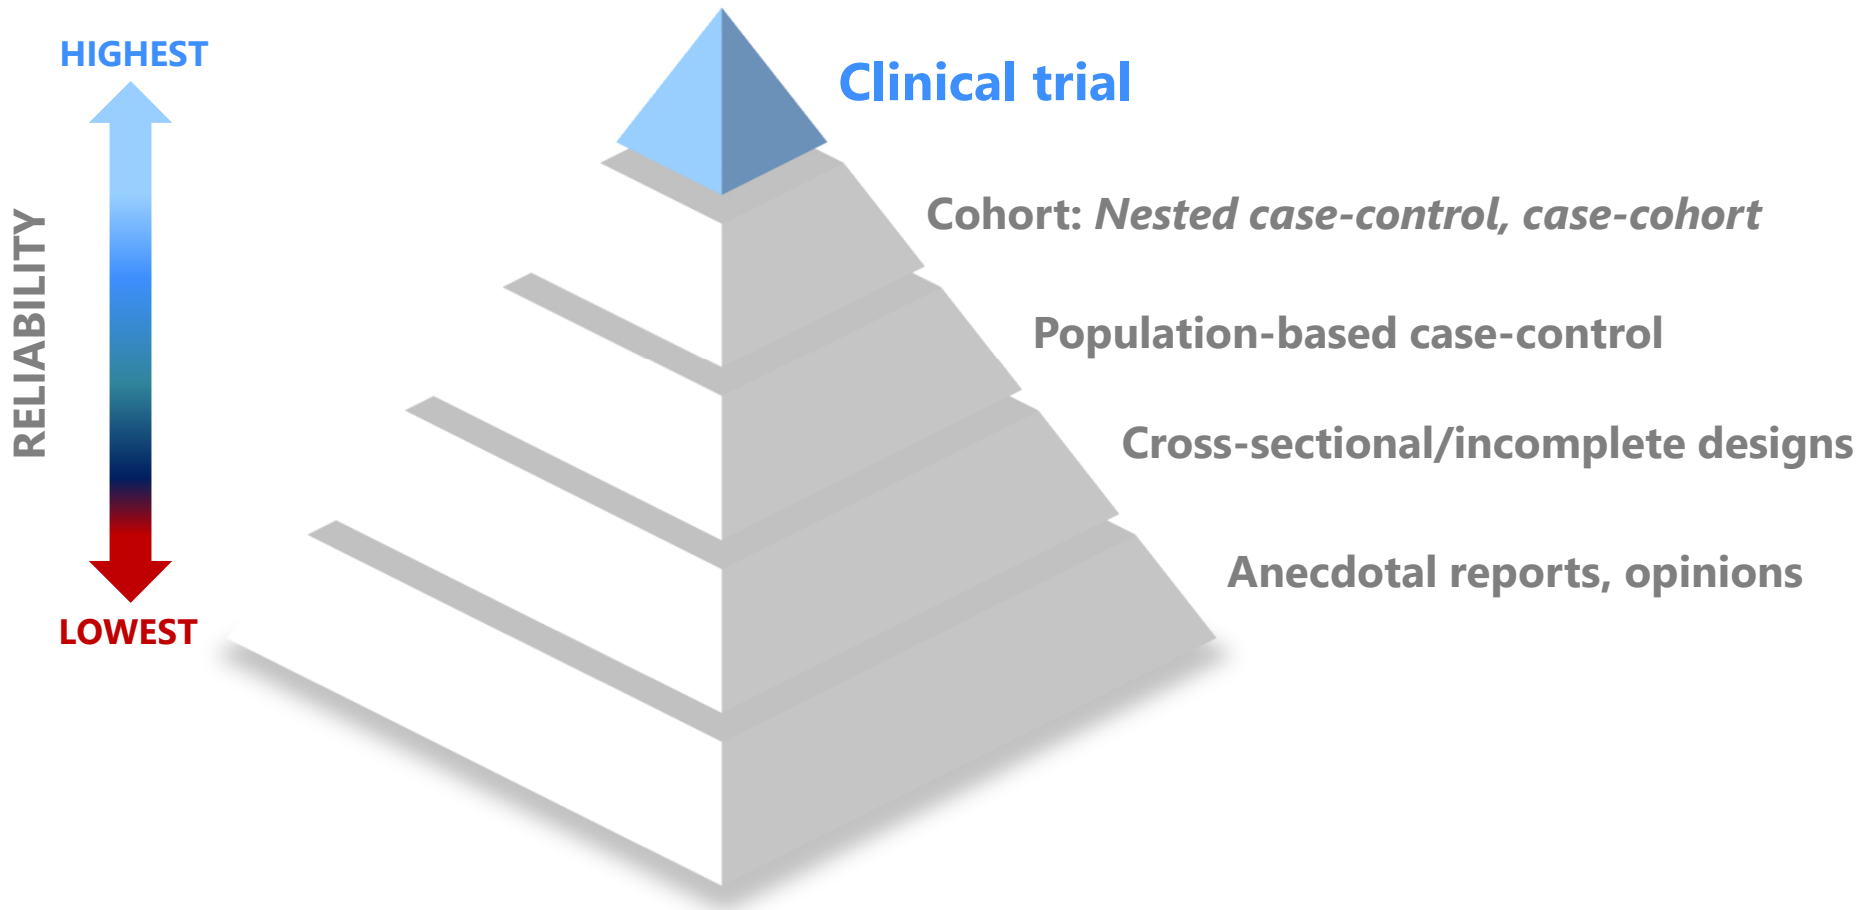 HIGHEST
RELIABILITY
LOWEST
Clinical trial
Cohort: Nested case-control, case-cohort
Population-based case-control
Cross-sectional/incomplete designs
Anecdotal reports, opinions